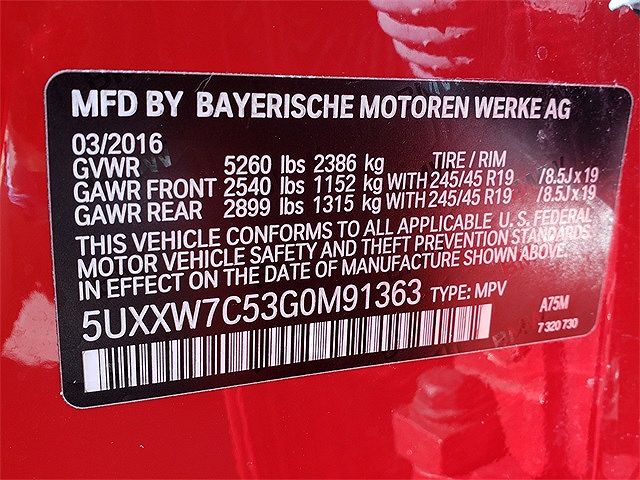 MFD BY BAYERISCHE MOTOREN WERKE AG
03/2016
GVWR 5260 lbs 2386 kg TIRE / RIM
GAWR FRONT 2540 lbs 1152 kg WITH 245/45 R19 /8.5J x 19
GAWR REAR 2899 lbs 1315 kg WITH 245/45 R19 /8.5J x 19
THIS VEHICLE CONFORMS TO ALL APPLICABLE U.S. FEDERAL
MOTOR VEHICLE SAFETY AND THEFT PREVENTION STANDARDS
IN EFFECT ON THE DATE OF MANUFACTURE SHOWN ABOVE.
5UXXW7C53G0M91363 TYPE: MPV A75M
7 320 730